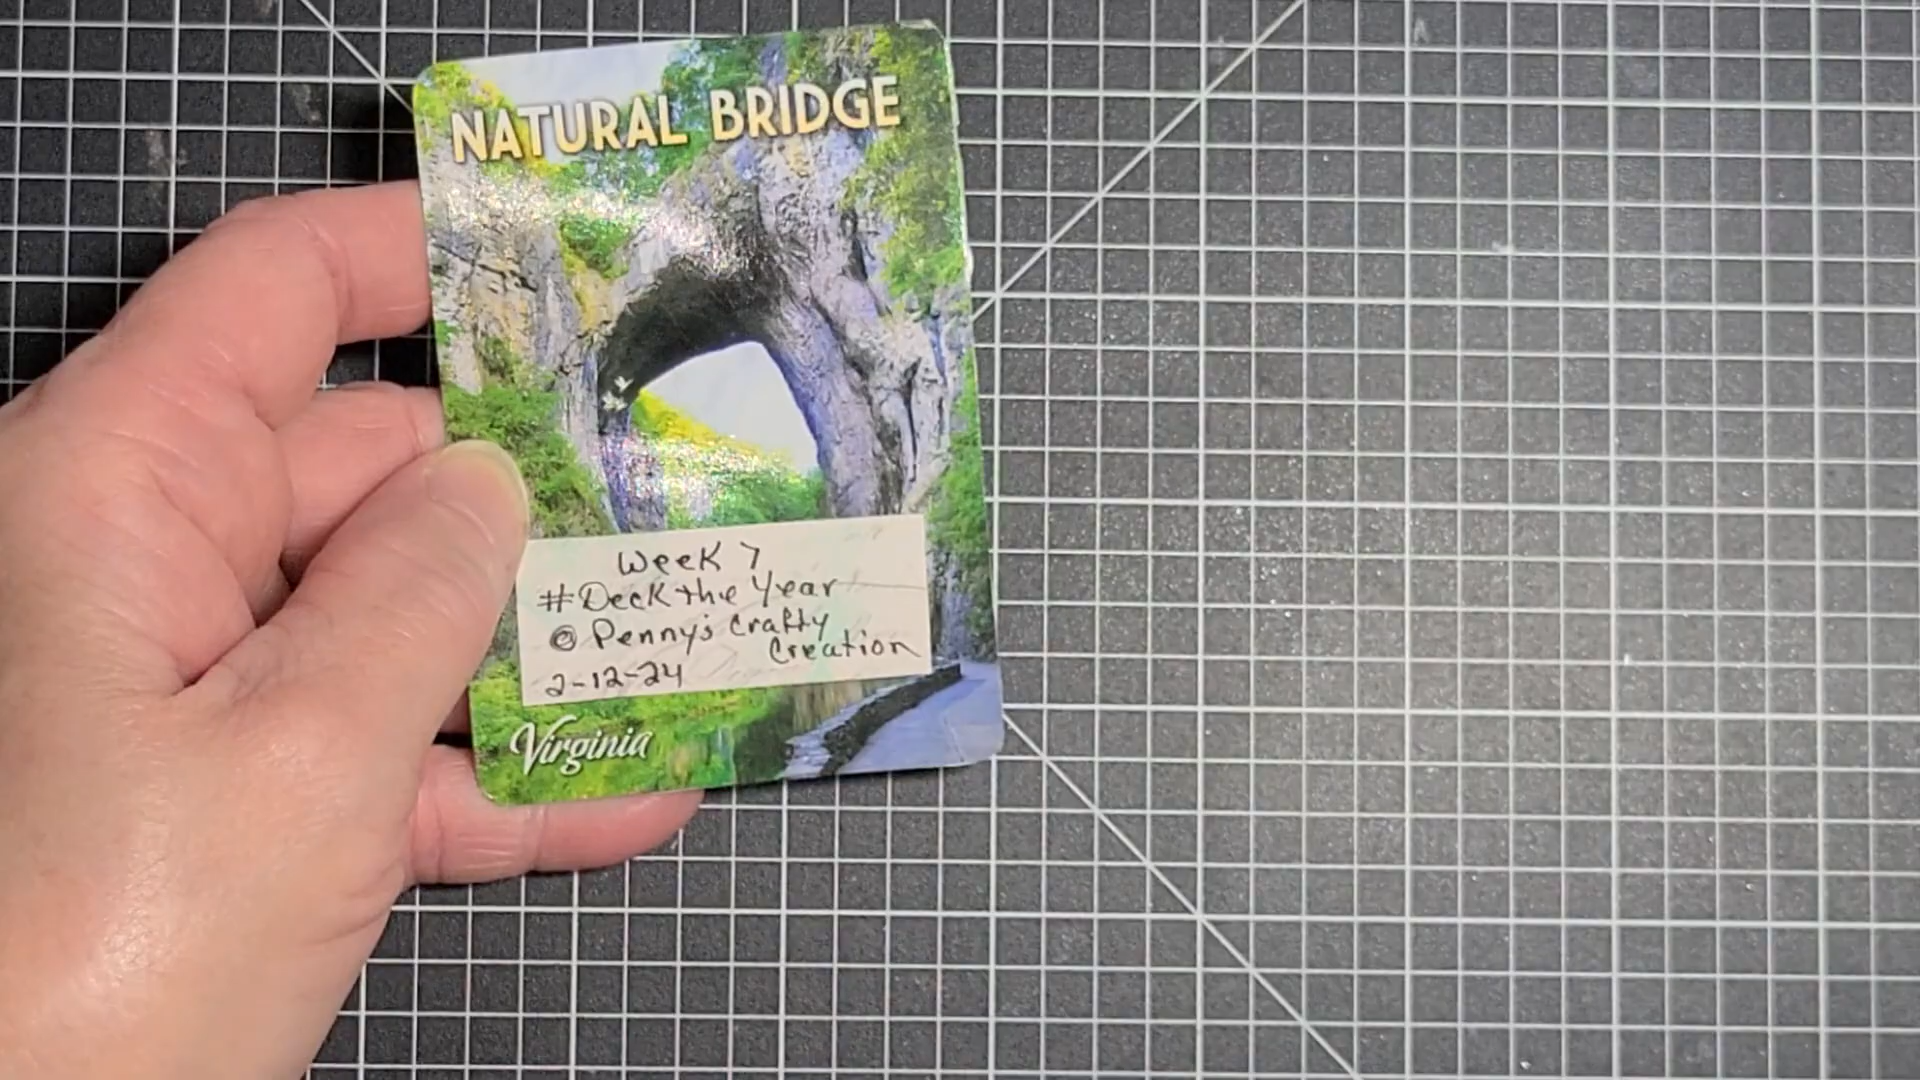 NATURAL BRIDGE
Week 7
#Deck the Year
@ Penny's Crafty
Creation
2-12-24
Virginia